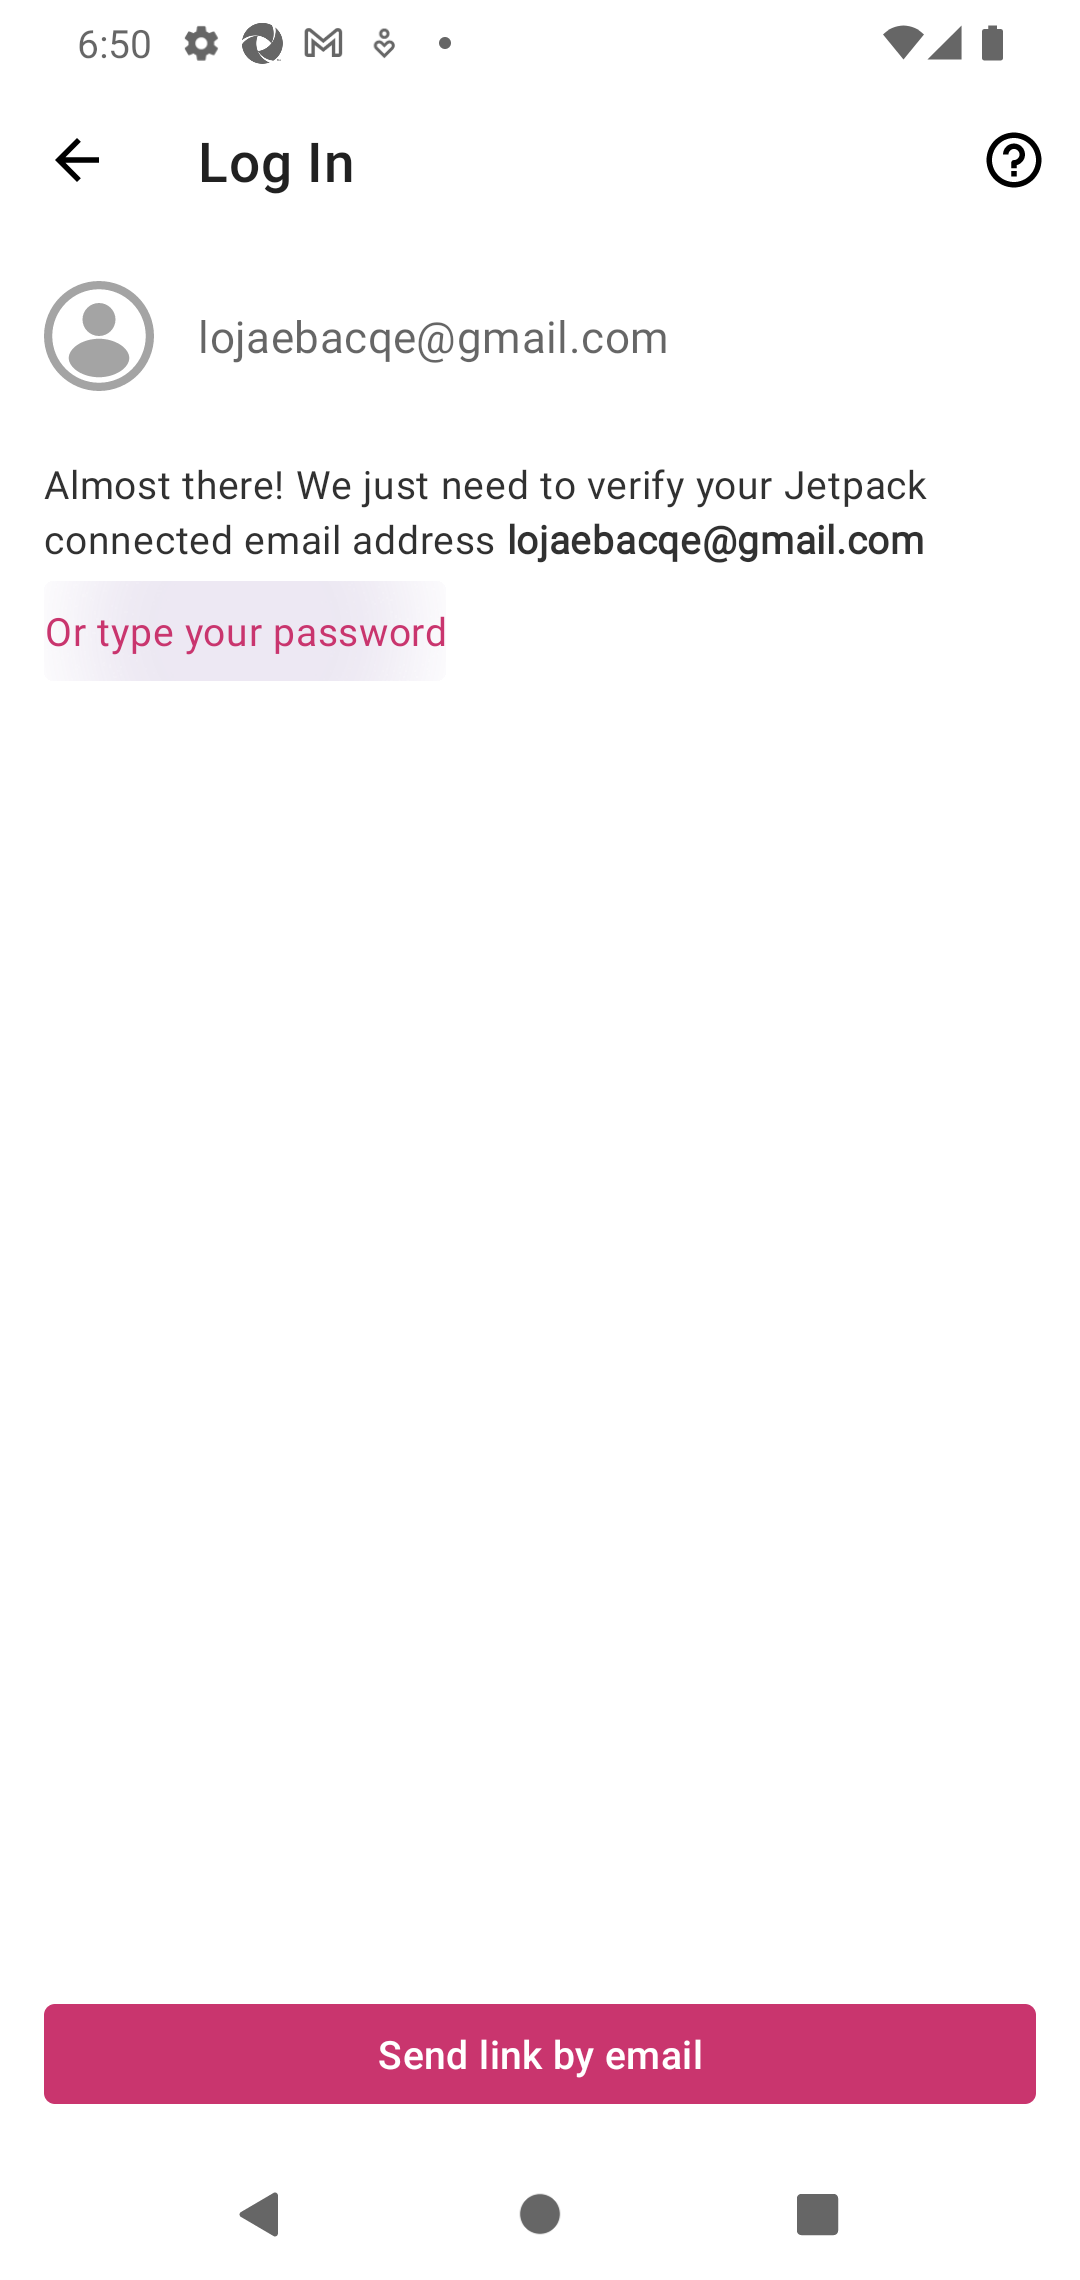 6:50
Log In
lojaebacqe@gmail.com
Almost there! We just need to verify your Jetpack
connected email address lojaebacqe@gmail.com
Or type your password
Send link by email